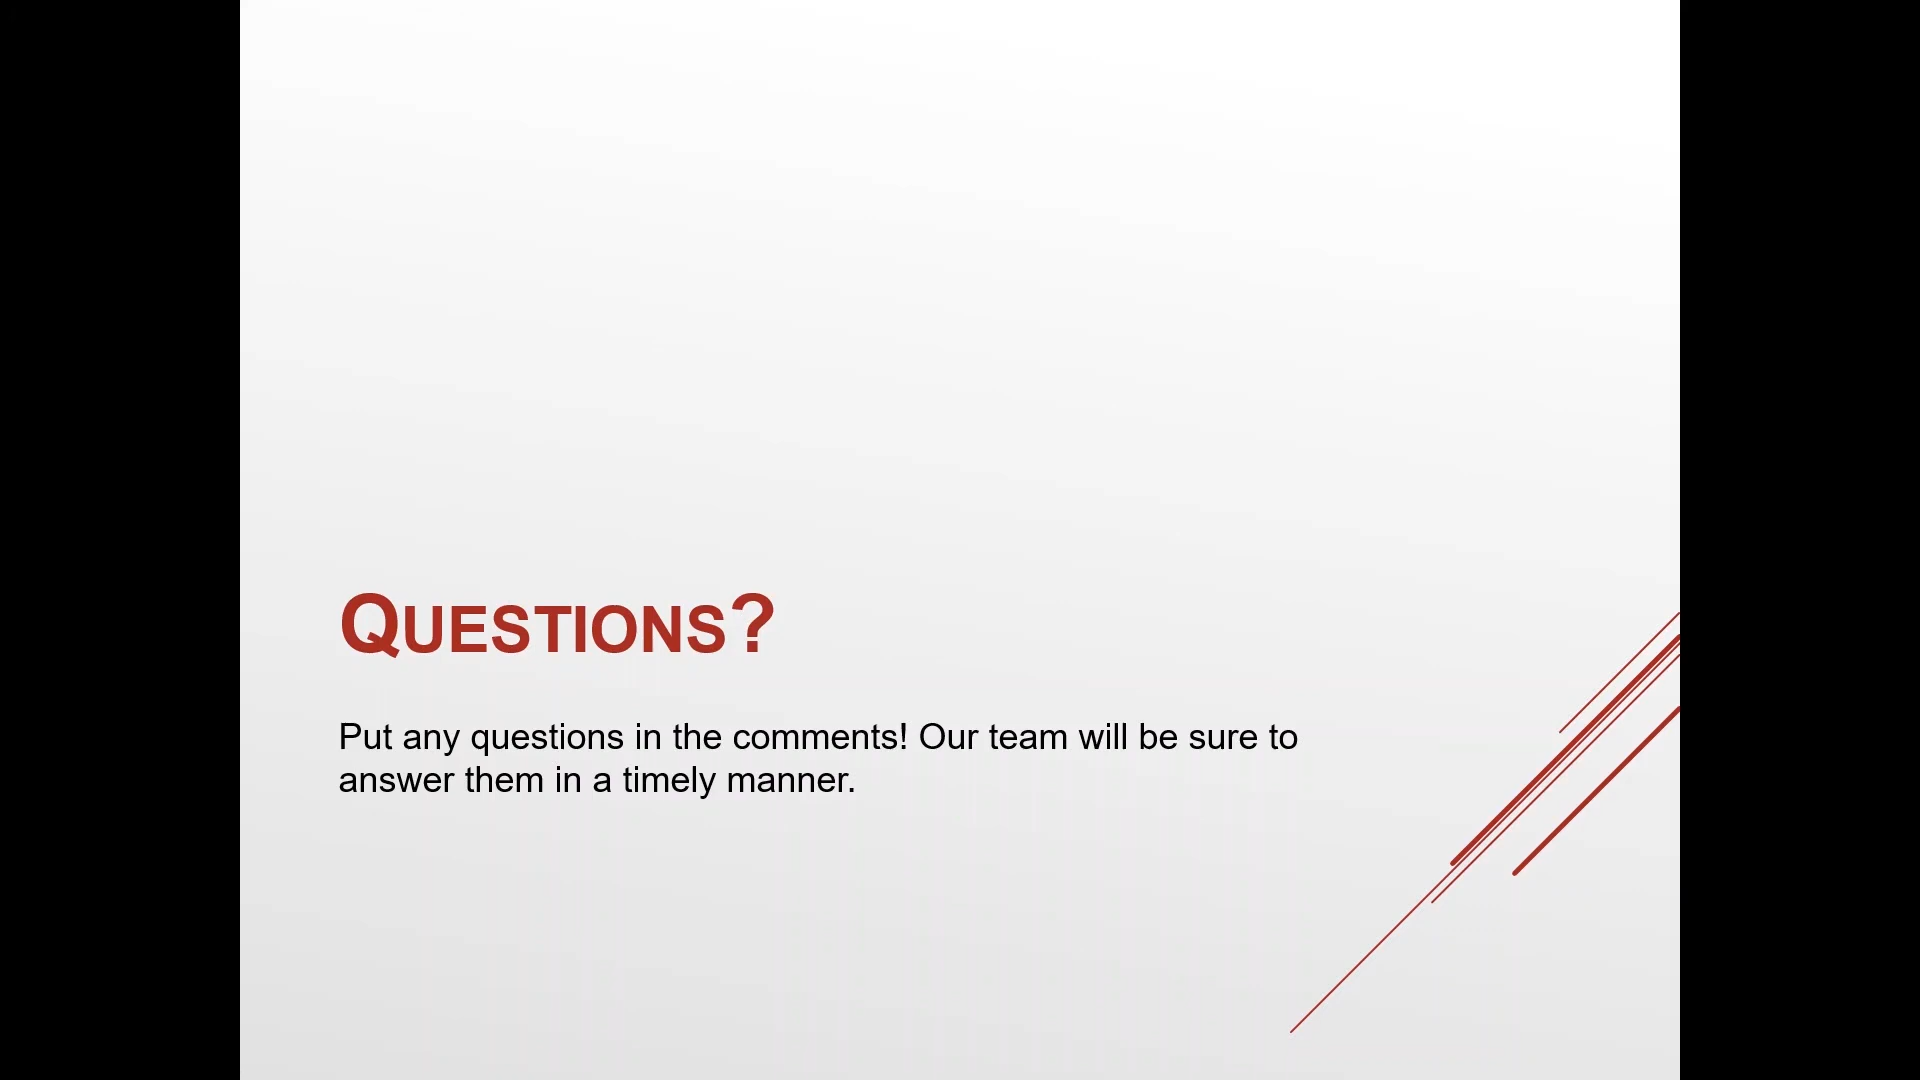 Questions?
Put any questions in the comments! Our team will be sure to
answer them in a timely manner.